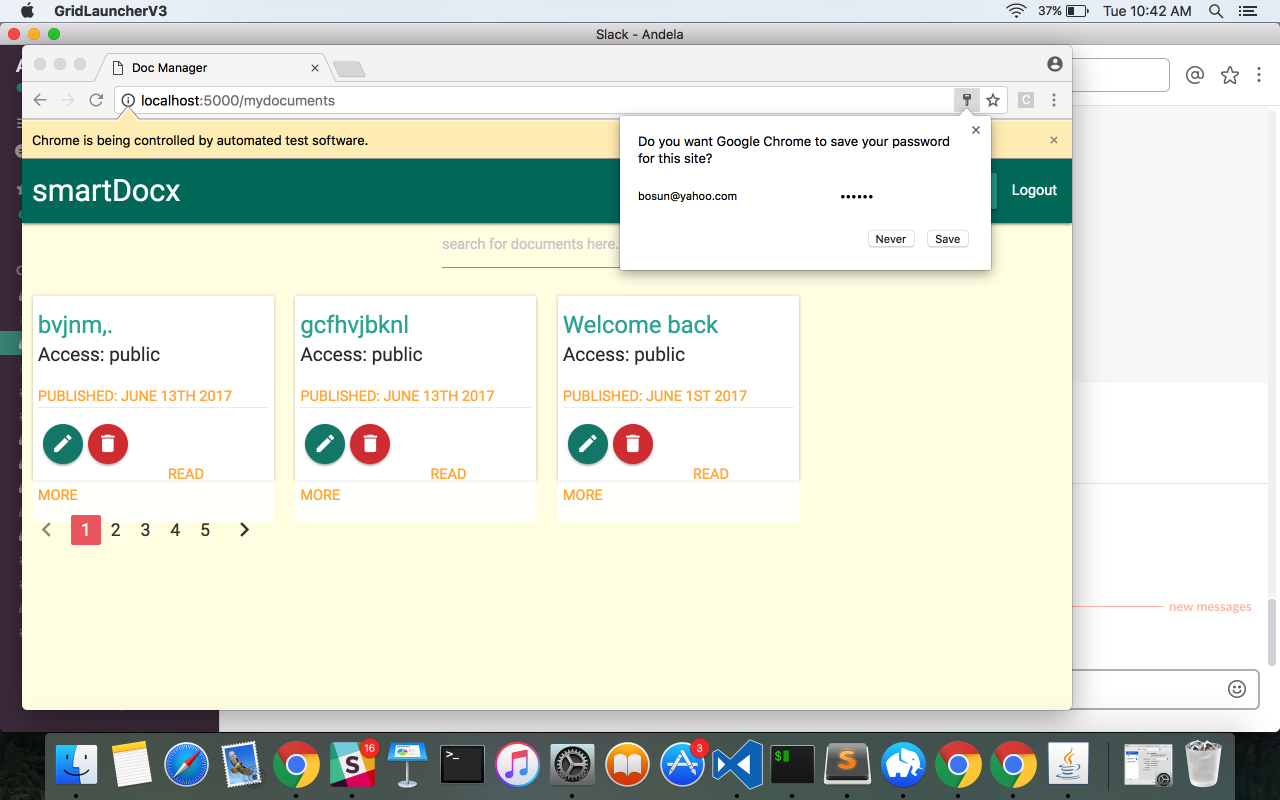 GridLauncherV3
37%
Tue 10:42 AM
Slack - Andela
Doc Manager
localhost:5000/mydocuments
Chrome is being controlled by automated test software.
Do you want Google Chrome to save your password
for this site?
bosun@yahoo.com
••••••
Never
Save
smartDocx
Logout
search for documents here.
bvjnm,.
Access: public
PUBLISHED: JUNE 13TH 2017
READ
MORE
gcfhvjbknl
Access: public
PUBLISHED: JUNE 13TH 2017
READ
MORE
Welcome back
Access: public
PUBLISHED: JUNE 1ST 2017
READ
MORE
1 2 3 4 5
new messages
16
3